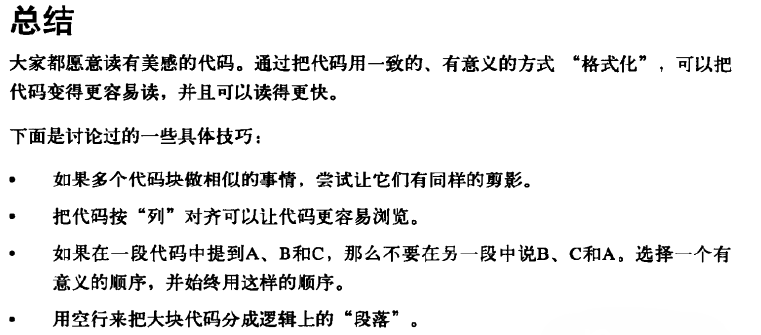 总结
大家都愿意读有美感的代码。通过把代码用一致的、有意义的方式 “格式化”，可以把
代码变得更容易读，并且可以读得更快。
下面是讨论过的一些具体技巧：
• 如果多个代码块做相似的事情，尝试让它们有同样的剪影。
• 把代码按“列”对齐可以让代码更容易浏览。
• 如果在一段代码中提到A、B和C，那么不要在另一段中说B、C和A。选择一个有
意义的顺序，并始终用这样的顺序。
• 用空行来把大块代码分成逻辑上的“段落”。